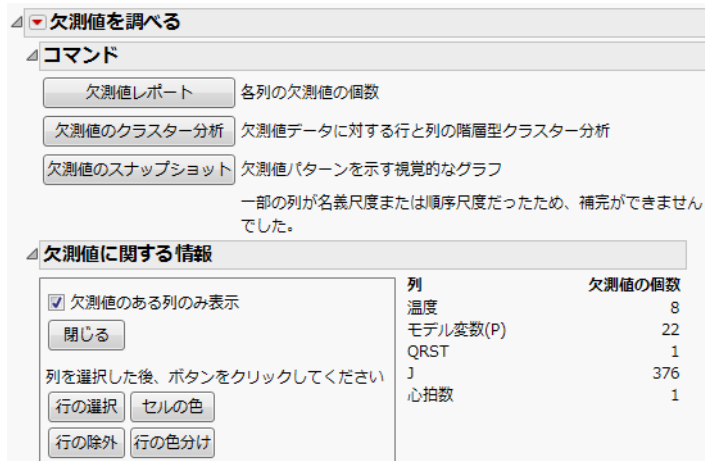 欠測値を調べる
コマンド
欠測値レポート 各列の欠測値の個数
欠測値のクラスター分析 欠測値データに対する行と列の階層型クラスター分析
欠測値のスナップショット 欠測値パターンを示す視覚的なグラフ
一部の列が名義尺度または順序尺度だったため、補完ができません
でした。
欠測値に関する情報
欠測値のある列のみ表示
閉じる
列を選択した後、ボタンをクリックしてください
行の選択 セルの色
行の除外 行の色分け
列 欠測値の個数
温度 8
モデル変数(P) 22
QRST 1
J 376
心拍数 1